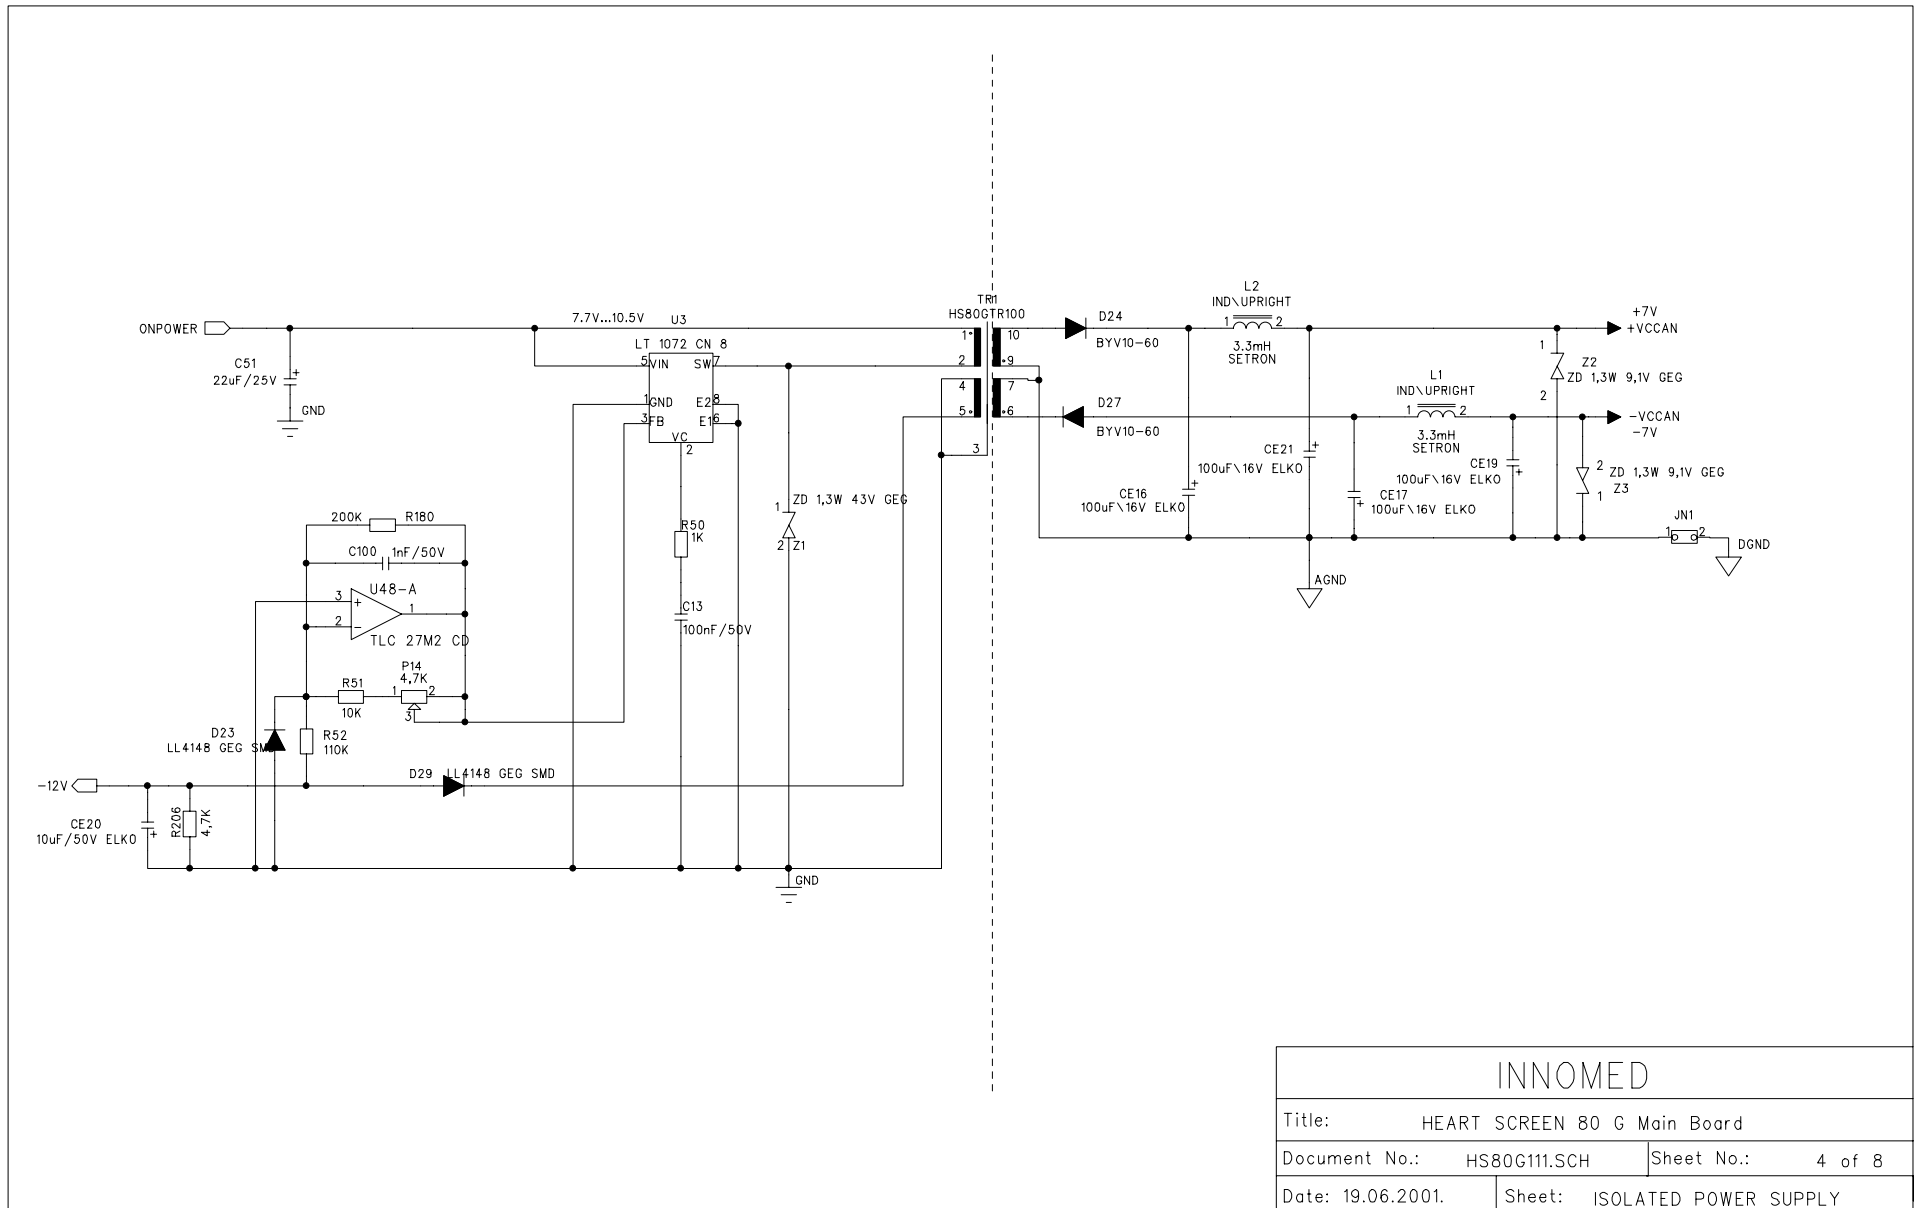 L2
IND\UPRIGHT
1 2
3.3mH
SETRON
TR1
HS80GTR100
1 10
2 9
4 7
5 6
3
D24
BYV10-60
+7V
+VCCAN
ONPOWER
7.7V...10.5V
U3
LT 1072 CN 8
5 VIN SW 7
1 GND E2 8
3 FB E1 6
VC
2
C51
22uF/25V
+
GND
L1
IND\UPRIGHT
1 2
3.3mH
SETRON
1
Z2
ZD 1,3W 9,1V GEG
2
D27
BYV10-60
-VCCAN
-7V
CE21
+
100uF\16V ELKO
CE19
100uF\16V ELKO
+
2
ZD 1,3W 9,1V GEG
Z3
1
CE16
+
100uF\16V ELKO
CE17
100uF\16V ELKO
+
ZD 1,3W 43V GEG
1
2 Z1
JN1
1 2
DGND
AGND
200K R180
C100 1nF/50V
U48-A
3 +
2 -
1
TLC 27M2 CD
R50
1K
C13
100nF/50V
P14
4,7K
R51
10K
1 2
3
D23
LL4148 GEG SMD
R52
110K
D29 LL4148 GEG SMD
-12V
CE20
10uF/50V ELKO
+
R206
4,7K
GND
INNOMED
Title: HEART SCREEN 80 G Main Board
Document No.: HS80G111.SCH Sheet No.: 4 of 8
Date: 19.06.2001. Sheet: ISOLATED POWER SUPPLY